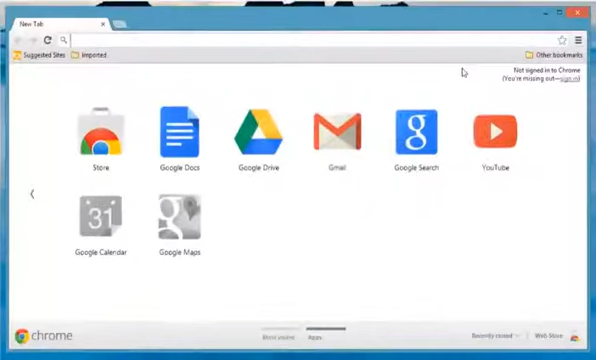 New Tab
Suggested Sites
Imported
Other bookmarks
Not signed in to Chrome
(You're missing out—sign in)
Store
Google Docs
Google Drive
Gmail
Google Search
YouTube
31
Google Calendar
Google Maps
chrome
Most visited
Apps
Recently closed
Web Store